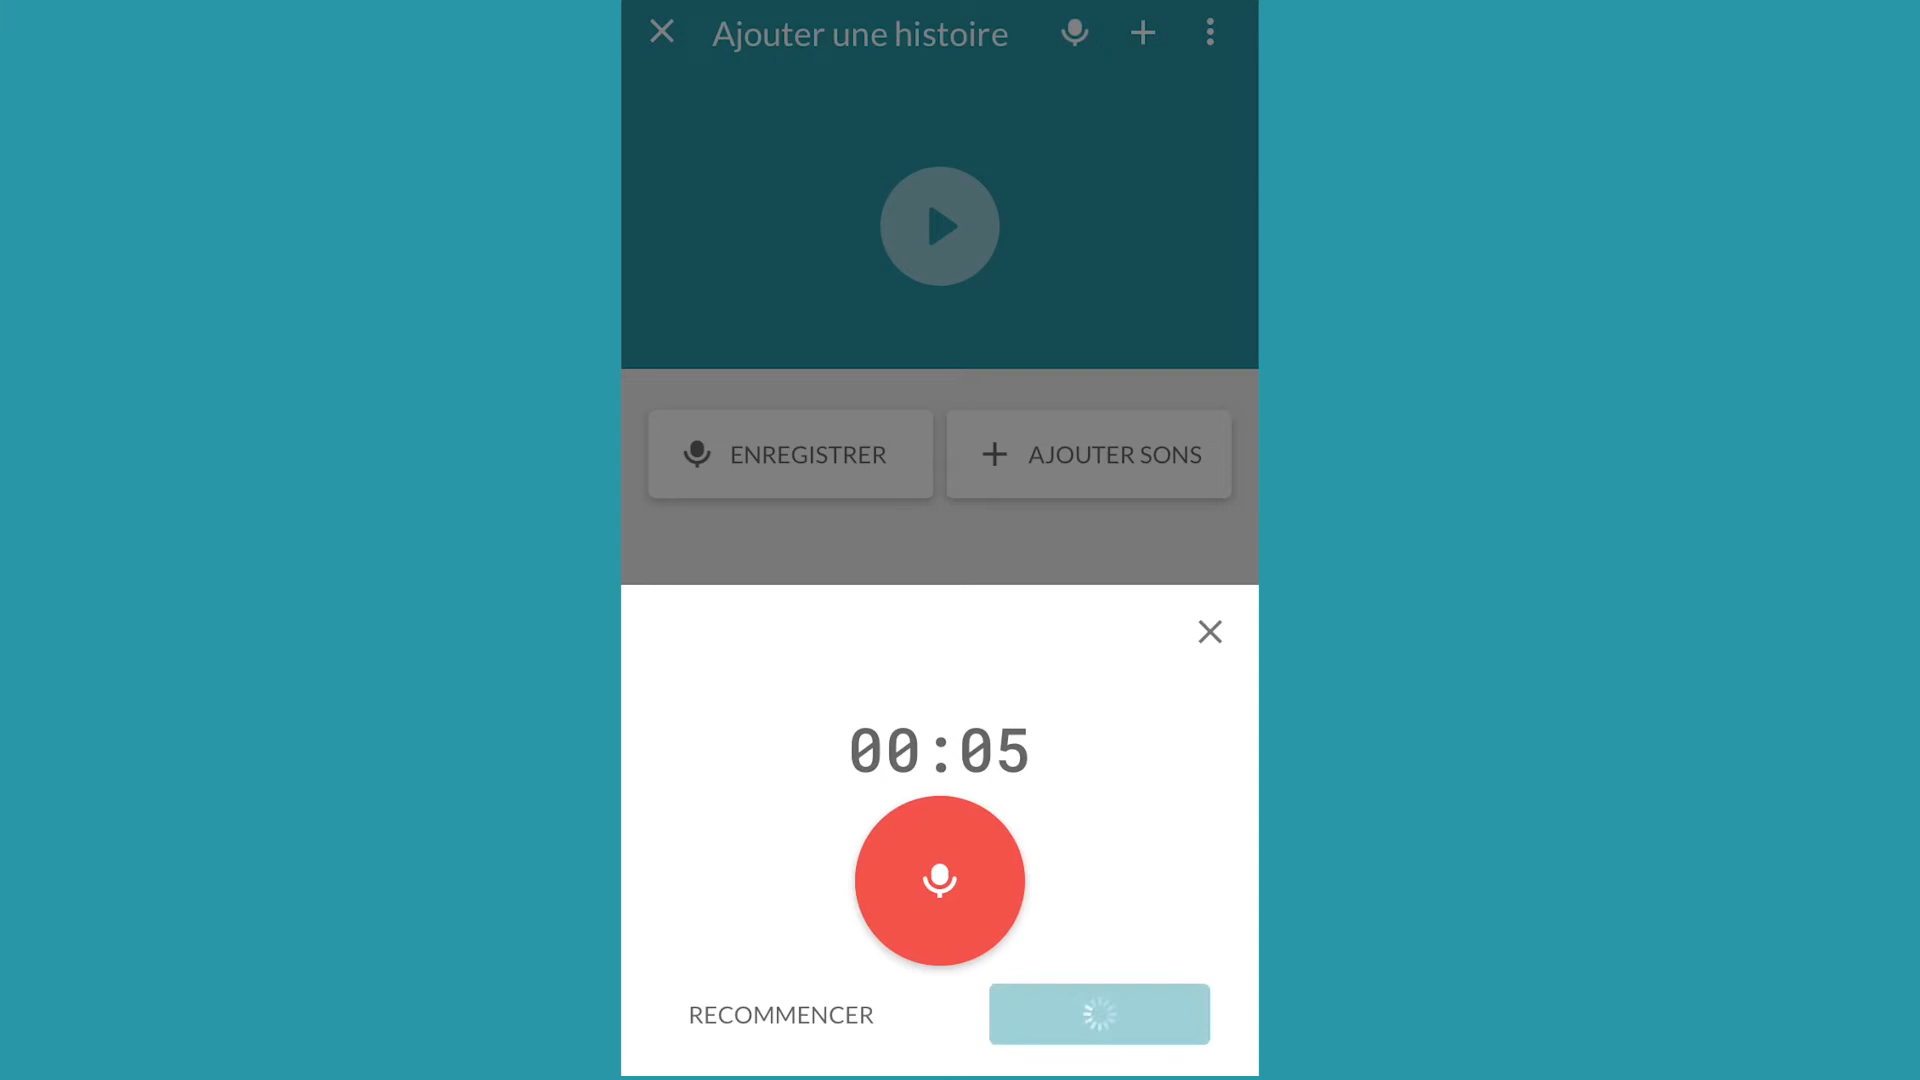 Ajouter une histoire
ENREGISTRER
AJOUTER SONS
00:05
RECOMMENCER